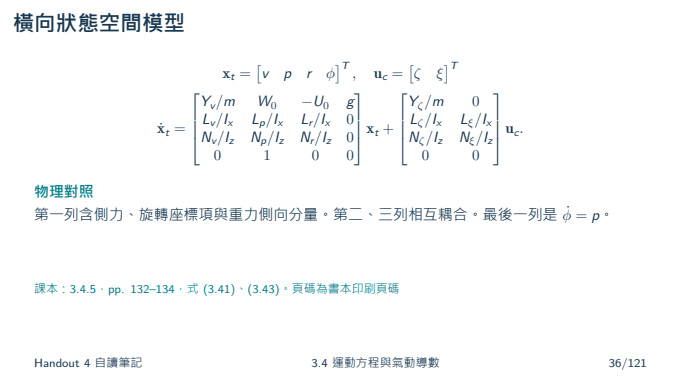 橫向狀態空間模型
x_t = [v p r ϕ]^T, u_c = [ζ ξ]^T
ẋ_t = [Y_v/m W_0 −U_0 g; L_v/I_x L_p/I_x L_r/I_x 0; N_v/I_z N_p/I_z N_r/I_z 0; 0 1 0 0] x_t + [Y_ζ/m 0; L_ζ/I_x L_ξ/I_x; N_ζ/I_z N_ξ/I_z; 0 0] u_c.
物理對照
第一列含側力、旋轉座標項與重力側向分量。第二、三列相互耦合。最後一列是 ϕ̇ = p。
課本：3.4.5，pp. 132–134，式 (3.41)、(3.43)。頁碼為書本印刷頁碼
Handout 4 自讀筆記 3.4 運動方程與氣動導數 36/121